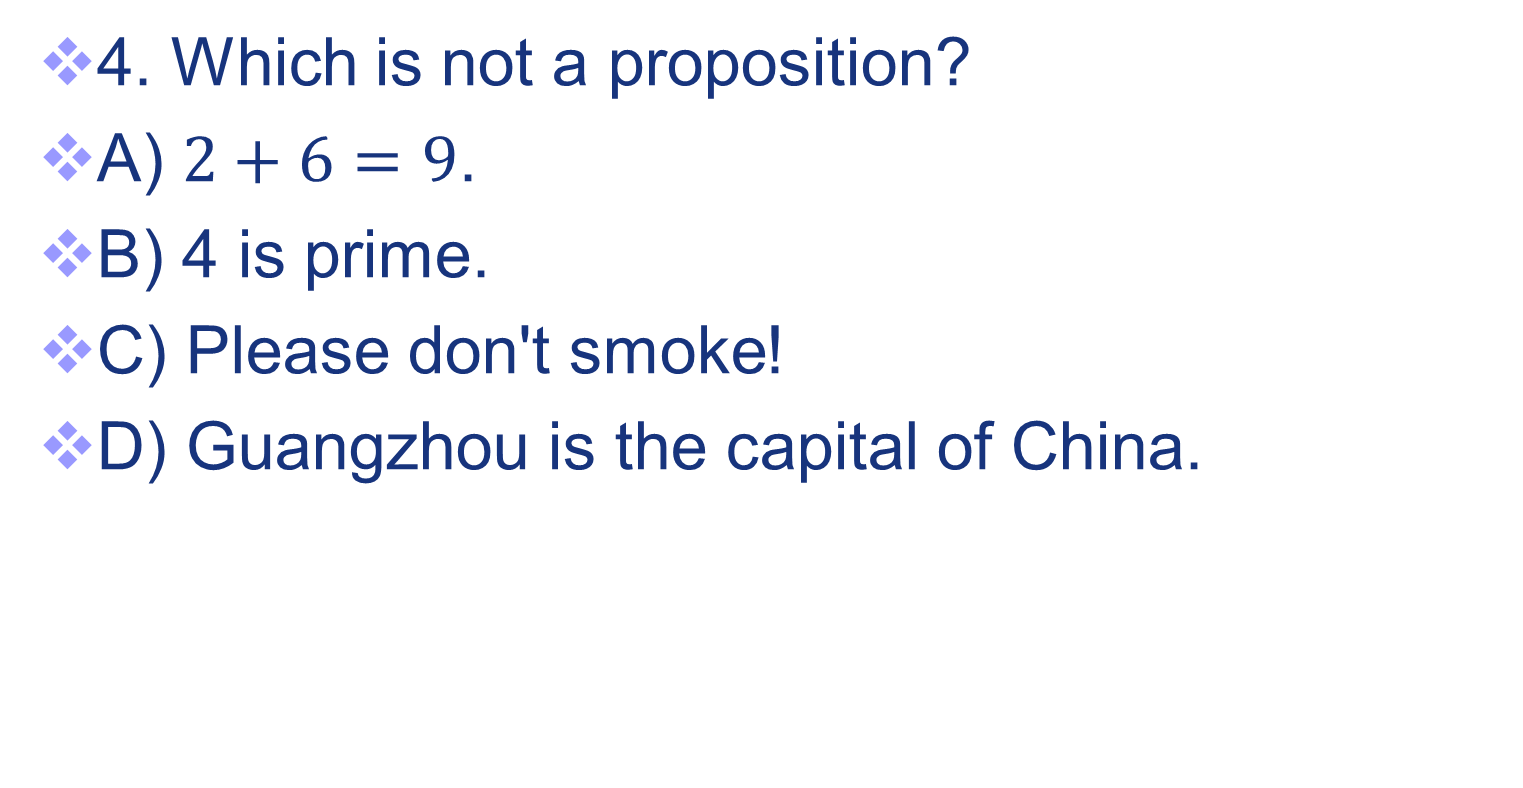 ❖4. Which is not a proposition?
❖A) 2 + 6 = 9.
❖B) 4 is prime.
❖C) Please don't smoke!
❖D) Guangzhou is the capital of China.